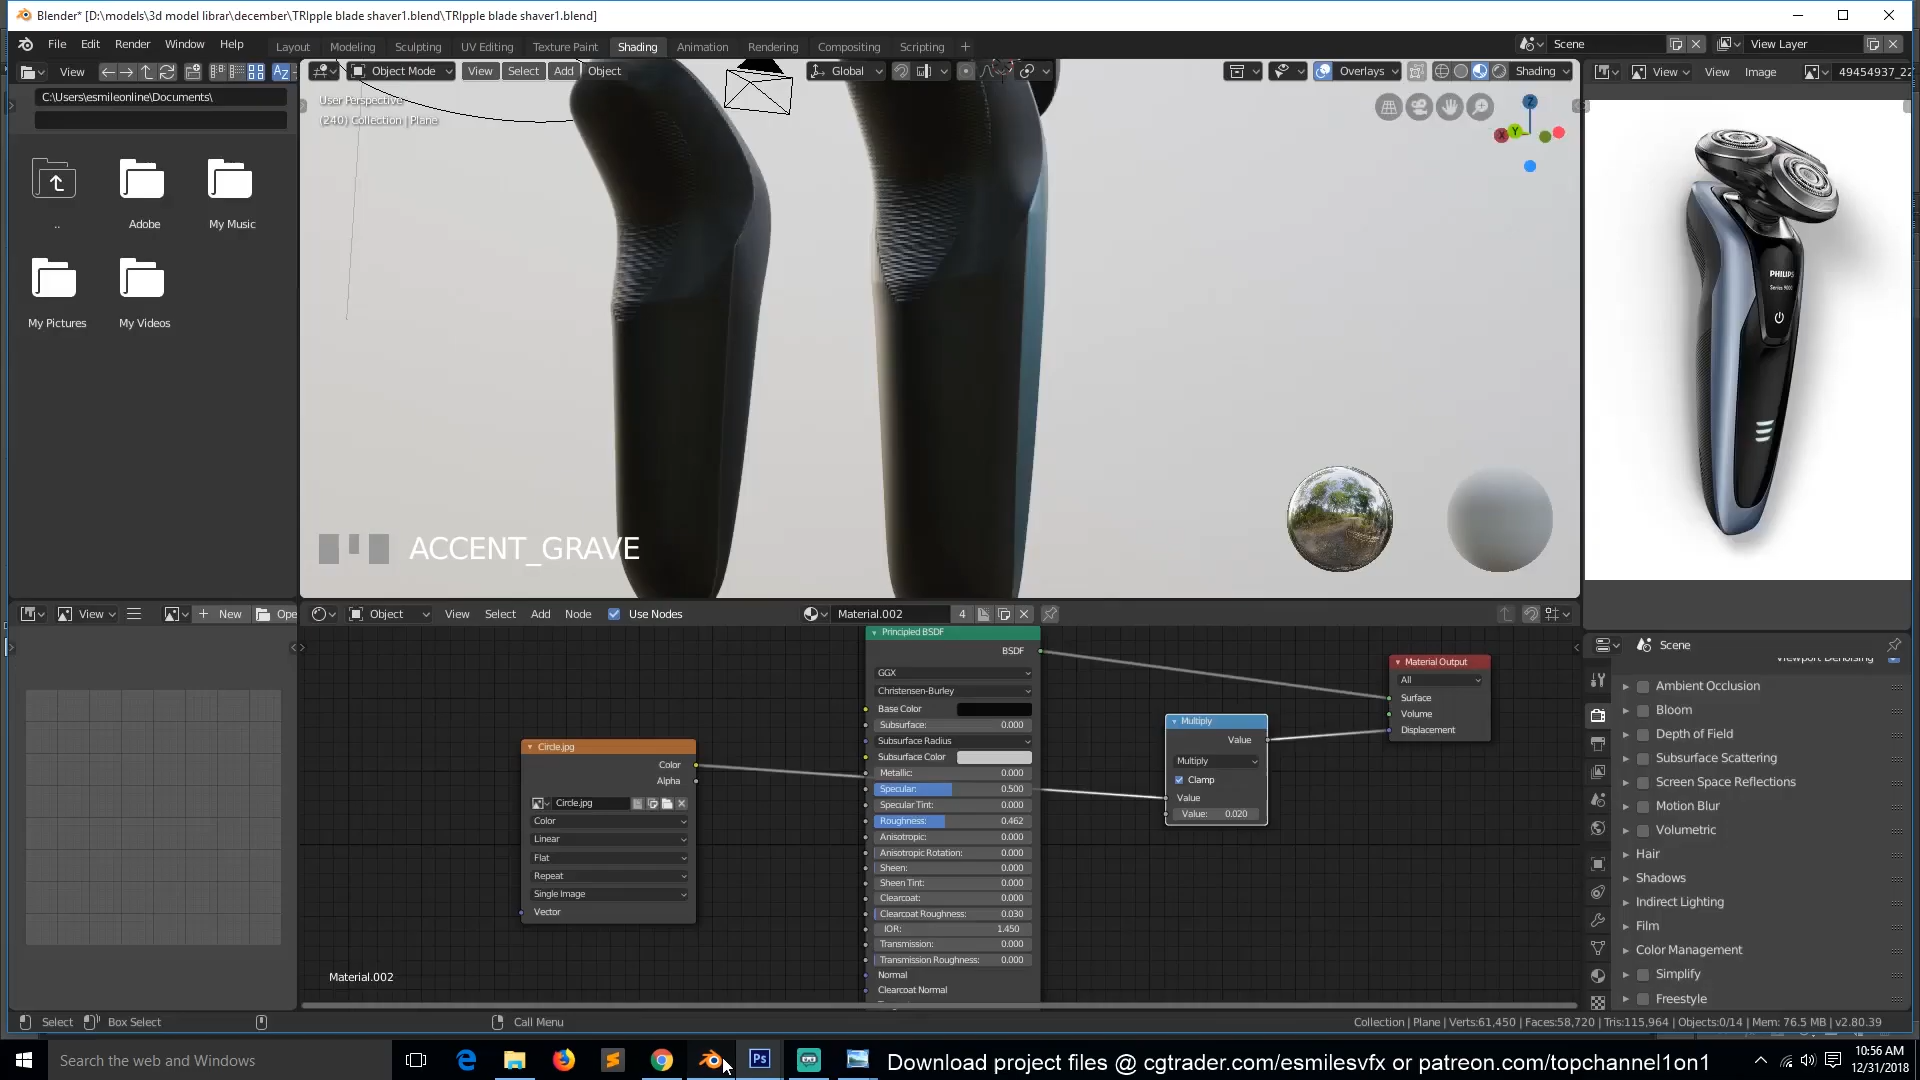 Blender* [D:\models\3d model librar\december\TRIpple blade shaver1.blend\TRIpple blade shaver1.blend]
File Edit Render Window Help Layout Modeling Sculpting UV Editing Texture Paint Shading Animation Rendering Compositing Scripting + Scene View Layer
View Object Mode View Select Add Object Global Overlays Shading View View Image 49454937_22
C:\Users\esmileonline\Documents\
User Perspective
(240) Collection | Plane
.. Adobe My Music
My Pictures My Videos
PHILIPS
Series 9000
X Y Z
ACCENT_GRAVE
View + New Ope Object View Select Add Node Use Nodes Material.002 4
Scene
Viewport Denoising
Ambient Occlusion
Bloom
Depth of Field
Subsurface Scattering
Screen Space Reflections
Motion Blur
Volumetric
Hair
Shadows
Indirect Lighting
Film
Color Management
Simplify
Freestyle
Circle.jpg
Color
Alpha
Circle.jpg
Color
Linear
Flat
Repeat
Single Image
Vector
Principled BSDF
BSDF
GGX
Christensen-Burley
Base Color
Subsurface: 0.000
Subsurface Radius
Subsurface Color
Metallic: 0.000
Specular: 0.500
Specular Tint: 0.000
Roughness: 0.462
Anisotropic: 0.000
Anisotropic Rotation: 0.000
Sheen: 0.000
Sheen Tint: 0.000
Clearcoat: 0.000
Clearcoat Roughness: 0.030
IOR: 1.450
Transmission: 0.000
Transmission Roughness: 0.000
Normal
Clearcoat Normal
Multiply
Value
Multiply
Clamp
Value
Value: 0.020
Material Output
All
Surface
Volume
Displacement
Material.002
Select Box Select Call Menu Collection | Plane | Verts:61,450 | Faces:58,720 | Tris:115,964 | Objects:0/14 | Mem: 76.5 MB | v2.80.39
Search the web and Windows Ps Download project files @ cgtrader.com/esmilesvfx or patreon.com/topchannel1on1 10:56 AM
12/31/2018